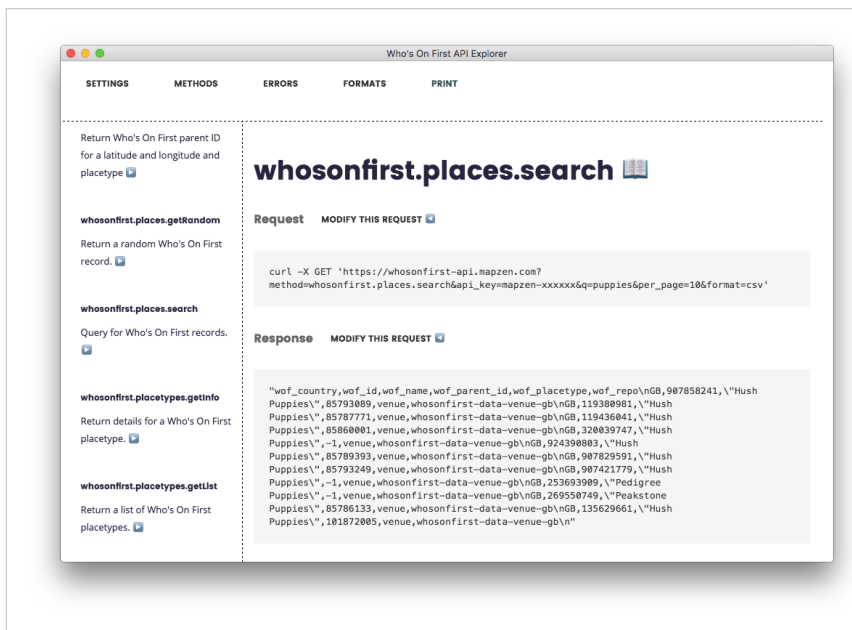 Who's On First API Explorer
SETTINGS METHODS ERRORS FORMATS PRINT
Return Who's On First parent ID
for a latitude and longitude and
placetype
whosonfirst.places.getRandom
Return a random Who's On First
record.
whosonfirst.places.search
Query for Who's On First records.
whosonfirst.placetypes.getInfo
Return details for a Who's On First
placetype.
whosonfirst.placetypes.getList
Return a list of Who's On First
placetypes.
whosonfirst.places.search
Request MODIFY THIS REQUEST
curl -X GET 'https://whosonfirst-api.mapzen.com?
method=whosonfirst.places.search&api_key=mapzen-xxxxxx&q=puppies&per_page=10&format=csv'
Response MODIFY THIS REQUEST
"wof_country,wof_id,wof_name,wof_parent_id,wof_placetype,wof_repo\nGB,907858241,\"Hush
Puppies\",85793089,venue,whosonfirst-data-venue-gb\nGB,119380981,\"Hush
Puppies\",85787771,venue,whosonfirst-data-venue-gb\nGB,119436041,\"Hush
Puppies\",85860001,venue,whosonfirst-data-venue-gb\nGB,320039747,\"Hush
Puppies\",-1,venue,whosonfirst-data-venue-gb\nGB,924390803,\"Hush
Puppies\",85789393,venue,whosonfirst-data-venue-gb\nGB,907829591,\"Hush
Puppies\",85793249,venue,whosonfirst-data-venue-gb\nGB,907421779,\"Hush
Puppies\",-1,venue,whosonfirst-data-venue-gb\nGB,253693909,\"Pedigree
Puppies\",-1,venue,whosonfirst-data-venue-gb\nGB,269550749,\"Peakstone
Puppies\",85786133,venue,whosonfirst-data-venue-gb\nGB,135629661,\"Hush
Puppies\",101872005,venue,whosonfirst-data-venue-gb\n"